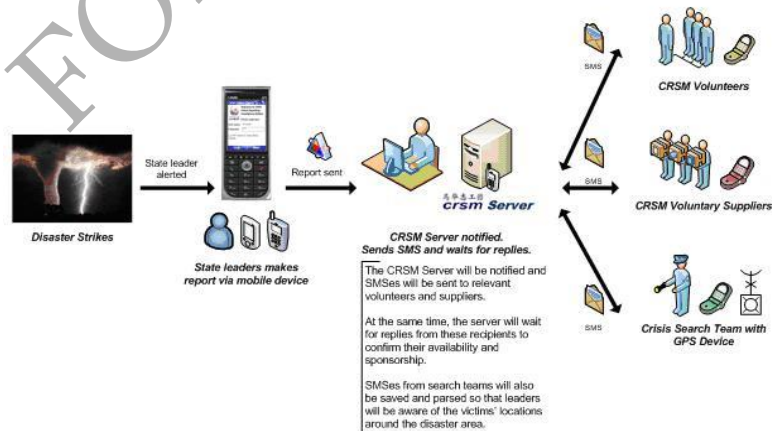 FO
Disaster Strikes
State leader
alerted
State leaders makes
report via mobile device
Report sent
crsm Server
CRSM Server notified.
Sends SMS and waits for replies.
The CRSM Server will be notified and
SMSes will be sent to relevant
volunteers and suppliers.
At the same time, the server will wait
for replies from these recipients to
confirm their availability and
sponsorship.
SMSes from search teams will also
be saved and parsed so that leaders
will be aware of the victims' locations
around the disaster area.
SMS
CRSM Volunteers
SMS
CRSM Voluntary Suppliers
SMS
Crisis Search Team with
GPS Device